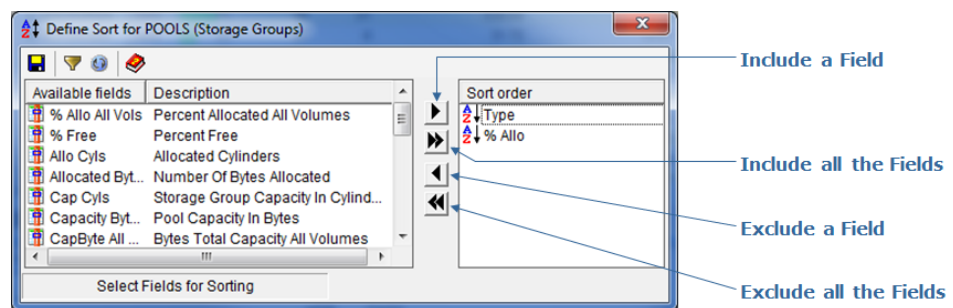 Define Sort for POOLS (Storage Groups)
Include a Field
Available fields Description
Sort order
% Allo All Vols Percent Allocated All Volumes
Type
% Free Percent Free
% Allo
Allo Cyls Allocated Cylinders
Include all the Fields
Allocated Byt... Number Of Bytes Allocated
Cap Cyls Storage Group Capacity In Cylind...
Capacity Byt... Pool Capacity In Bytes
Exclude a Field
CapByte All ... Bytes Total Capacity All Volumes
Select Fields for Sorting
Exclude all the Fields